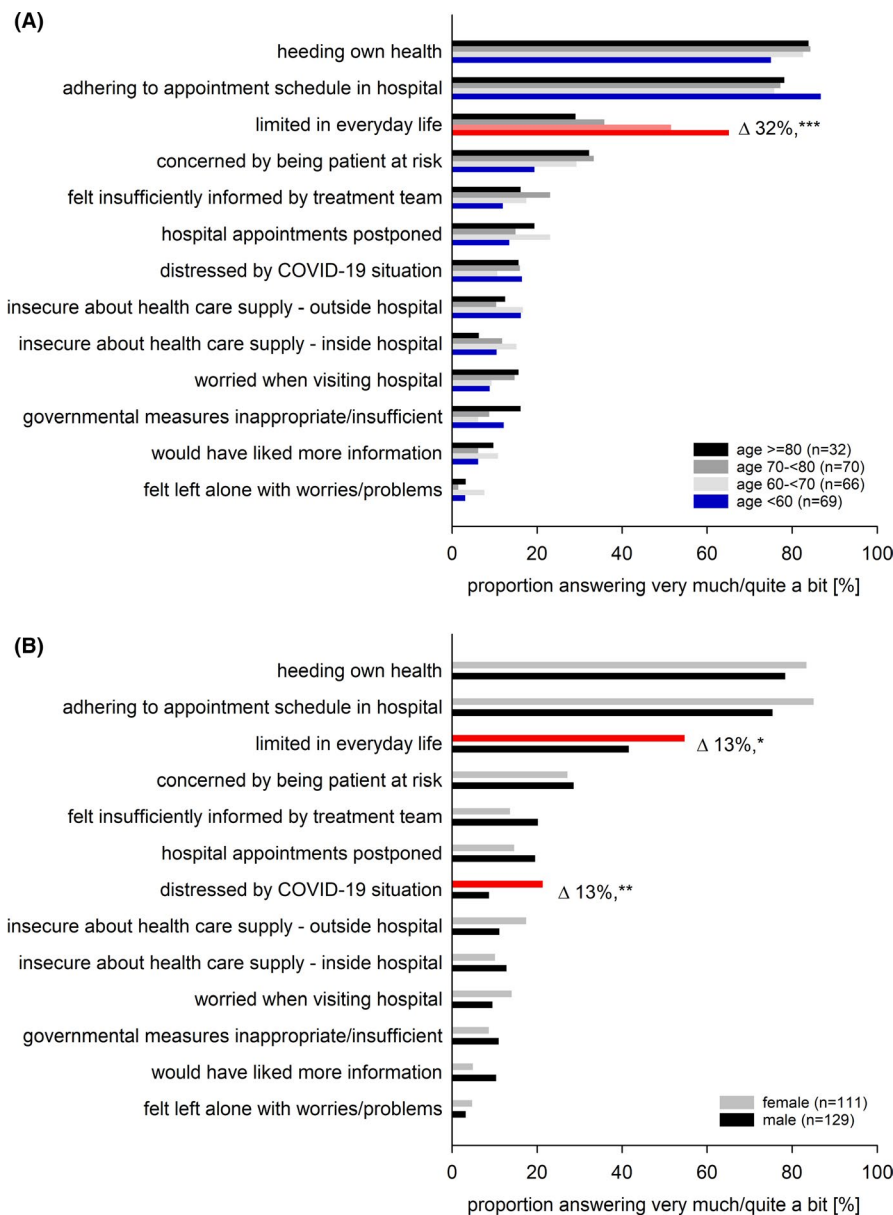 (A)
heeding own health
adhering to appointment schedule in hospital
limited in everyday life
Δ 32%,***
concerned by being patient at risk
felt insufficiently informed by treatment team
hospital appointments postponed
distressed by COVID-19 situation
insecure about health care supply - outside hospital
insecure about health care supply - inside hospital
worried when visiting hospital
governmental measures inappropriate/insufficient
would have liked more information
felt left alone with worries/problems
age >=80 (n=32)
age 70-<80 (n=70)
age 60-<70 (n=66)
age <60 (n=69)
0 20 40 60 80 100
proportion answering very much/quite a bit [%]
(B)
heeding own health
adhering to appointment schedule in hospital
limited in everyday life
Δ 13%,*
concerned by being patient at risk
felt insufficiently informed by treatment team
hospital appointments postponed
distressed by COVID-19 situation
Δ 13%,**
insecure about health care supply - outside hospital
insecure about health care supply - inside hospital
worried when visiting hospital
governmental measures inappropriate/insufficient
would have liked more information
felt left alone with worries/problems
female (n=111)
male (n=129)
0 20 40 60 80 100
proportion answering very much/quite a bit [%]